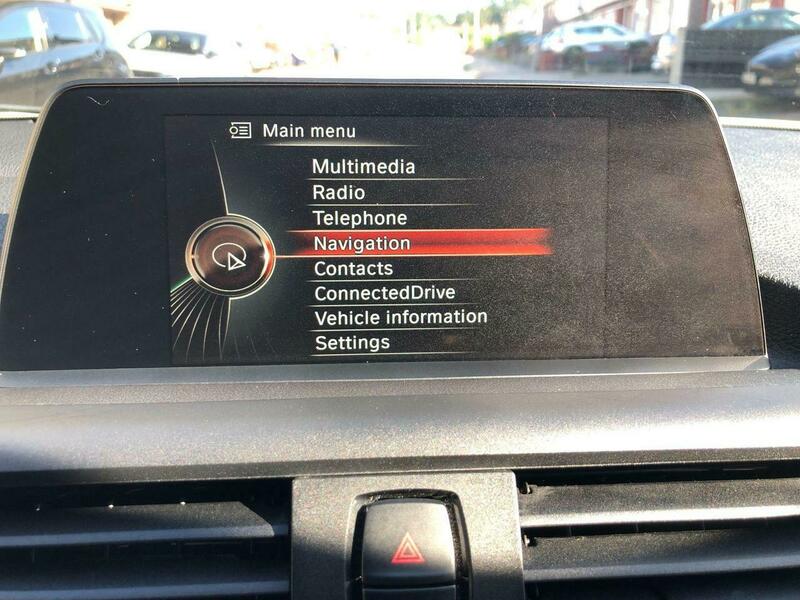 Main menu
Multimedia
Radio
Telephone
Navigation
Contacts
ConnectedDrive
Vehicle information
Settings